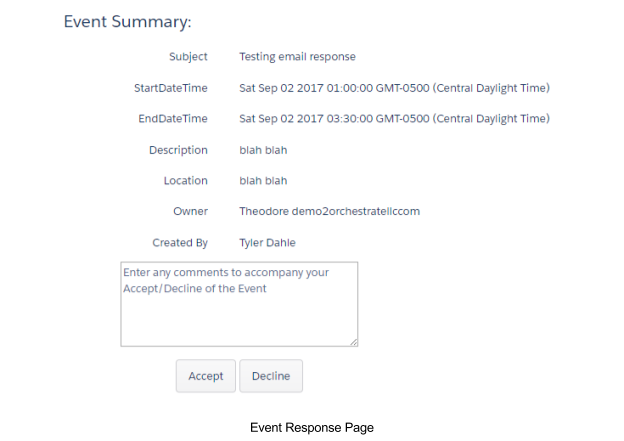 Event Summary:
Subject Testing email response
StartDateTime Sat Sep 02 2017 01:00:00 GMT-0500 (Central Daylight Time)
EndDateTime Sat Sep 02 2017 03:30:00 GMT-0500 (Central Daylight Time)
Description blah blah
Location blah blah
Owner Theodore demo2orchestratellccom
Created By Tyler Dahle
Enter any comments to accompany your
Accept/Decline of the Event
Accept Decline
Event Response Page